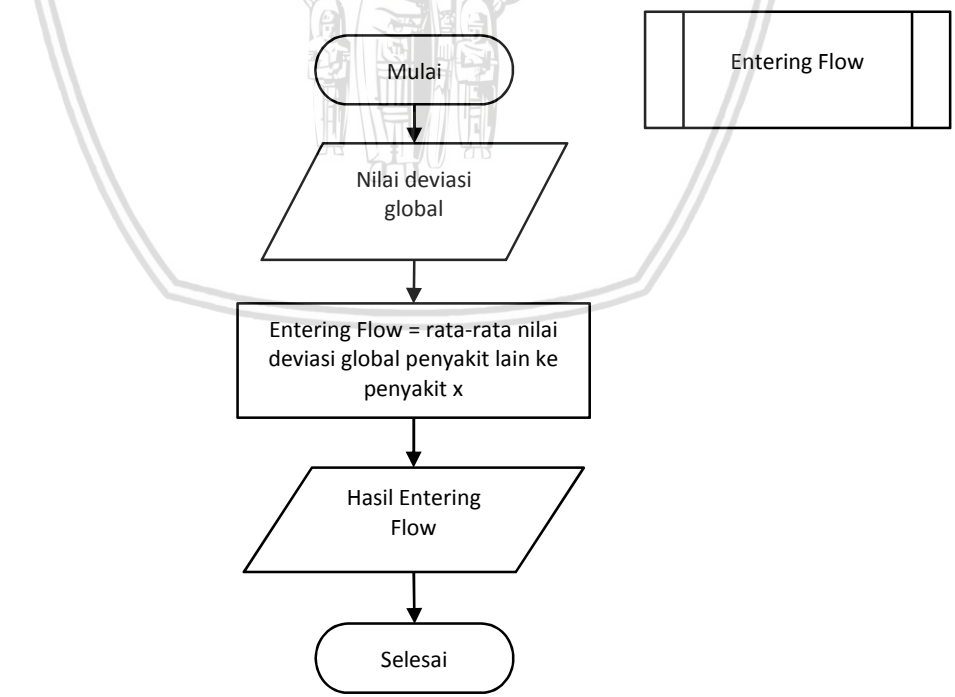 Mulai
Entering Flow
Nilai deviasi
global
Entering Flow = rata-rata nilai
deviasi global penyakit lain ke
penyakit x
Hasil Entering
Flow
Selesai